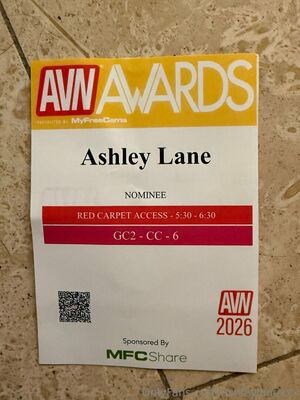 AVN AWARDS
PRESENTED BY MyFreeCams
Ashley Lane
NOMINEE
RED CARPET ACCESS - 5:30 - 6:30
GC2 - CC - 6
AVN
2026
Sponsored By
MFCShare